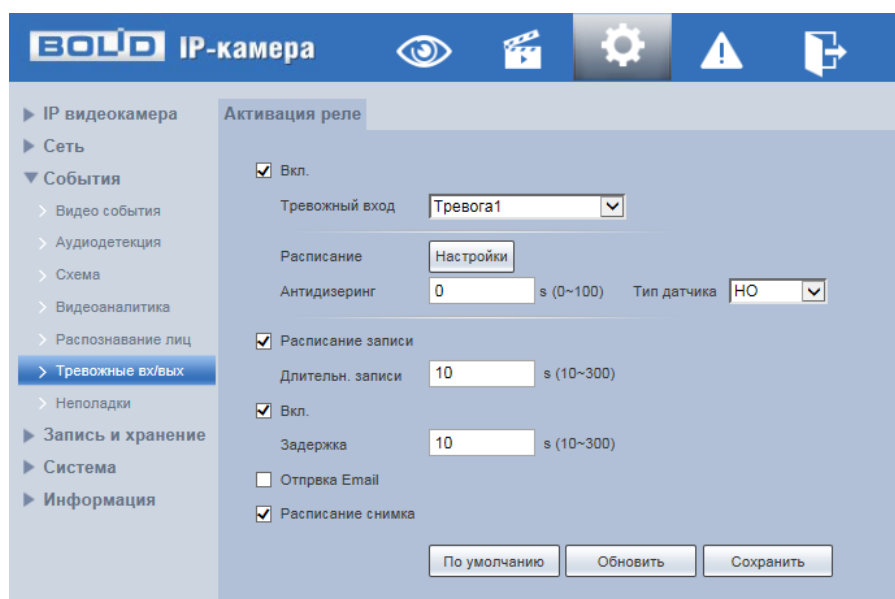 BOLID IP-камера
IP видеокамера
Сеть
События
Видео события
Аудиодетекция
Схема
Видеоаналитика
Распознавание лиц
Тревожные вх/вых
Неполадки
Запись и хранение
Система
Информация
Активация реле
Вкл.
Тревожный вход Тревога1
Расписание Настройки
Антидизеринг 0 s (0~100) Тип датчика НО
Расписание записи
Длительн. записи 10 s (10~300)
Вкл.
Задержка 10 s (10~300)
Отпрвка Email
Расписание снимка
По умолчанию Обновить Сохранить